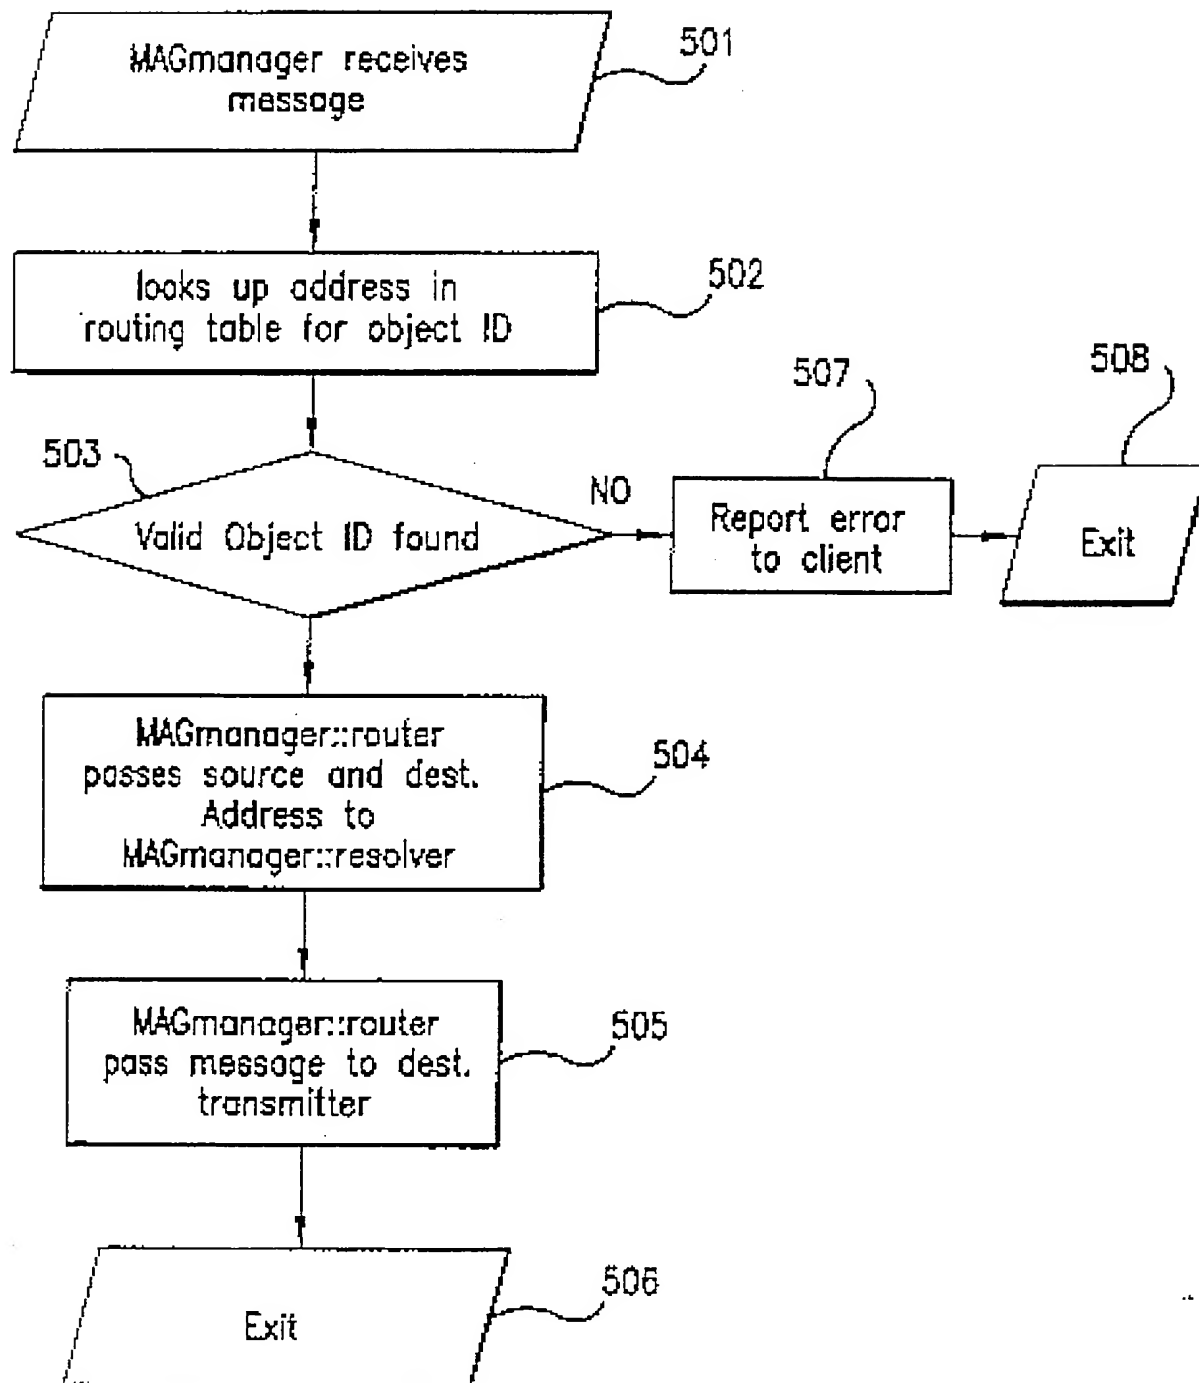 MAGmanager receives
message
501
looks up address in
routing table for object ID
502
503
Valid Object ID found
NO
507
Report error
to client
508
Exit
MAGmanager::router
passes source and dest.
Address to
MAGmanager::resolver
504
MAGmanager::router
pass message to dest.
transmitter
505
Exit
506